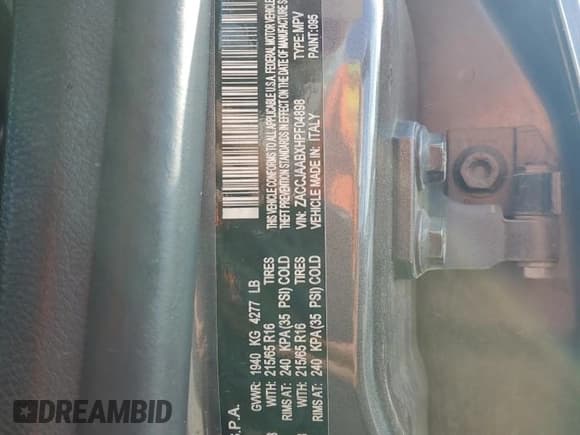 S.P.A.
GVWR: 1940 KG 4277 LB
WITH: 215/65 R16 TIRES
RIMS AT: 240 KPA (35 PSI) COLD
WITH: 215/65 R16 TIRES
RIMS AT: 240 KPA (35 PSI) COLD
THIS VEHICLE CONFORMS TO ALL APPLICABLE U.S.A. FEDERAL MOTOR VEHICLE
THEFT PREVENTION STANDARDS IN EFFECT ON THE DATE OF MANUFACTURE
VIN: ZACCJAABXHPF04898 TYPE: MPV
VEHICLE MADE IN: ITALY PAINT: 095
DREAMBID